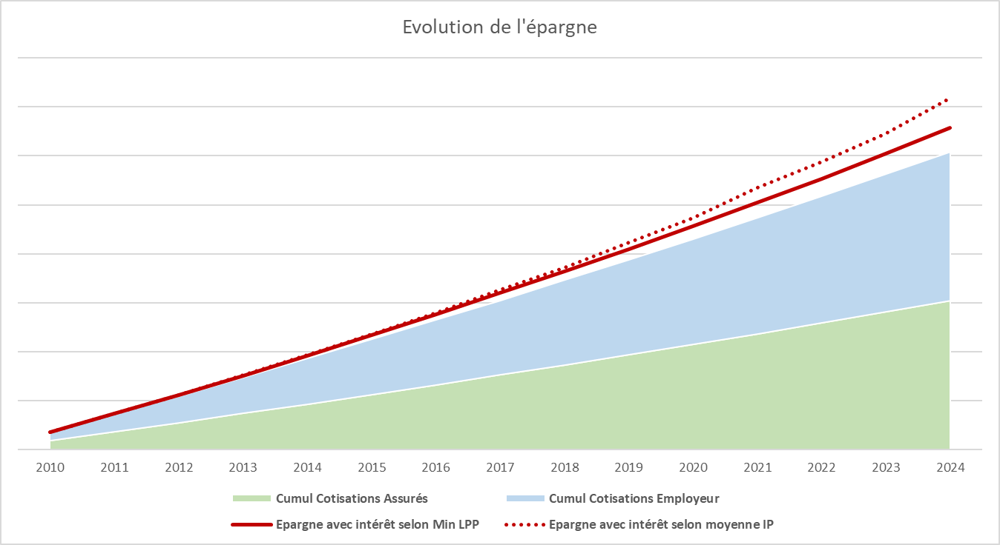 Evolution de l'épargne
2010 2011 2012 2013 2014 2015 2016 2017 2018 2019 2020 2021 2022 2023 2024
Cumul Cotisations Assurés Cumul Cotisations Employeur
Epargne avec intérêt selon Min LPP Epargne avec intérêt selon moyenne IP